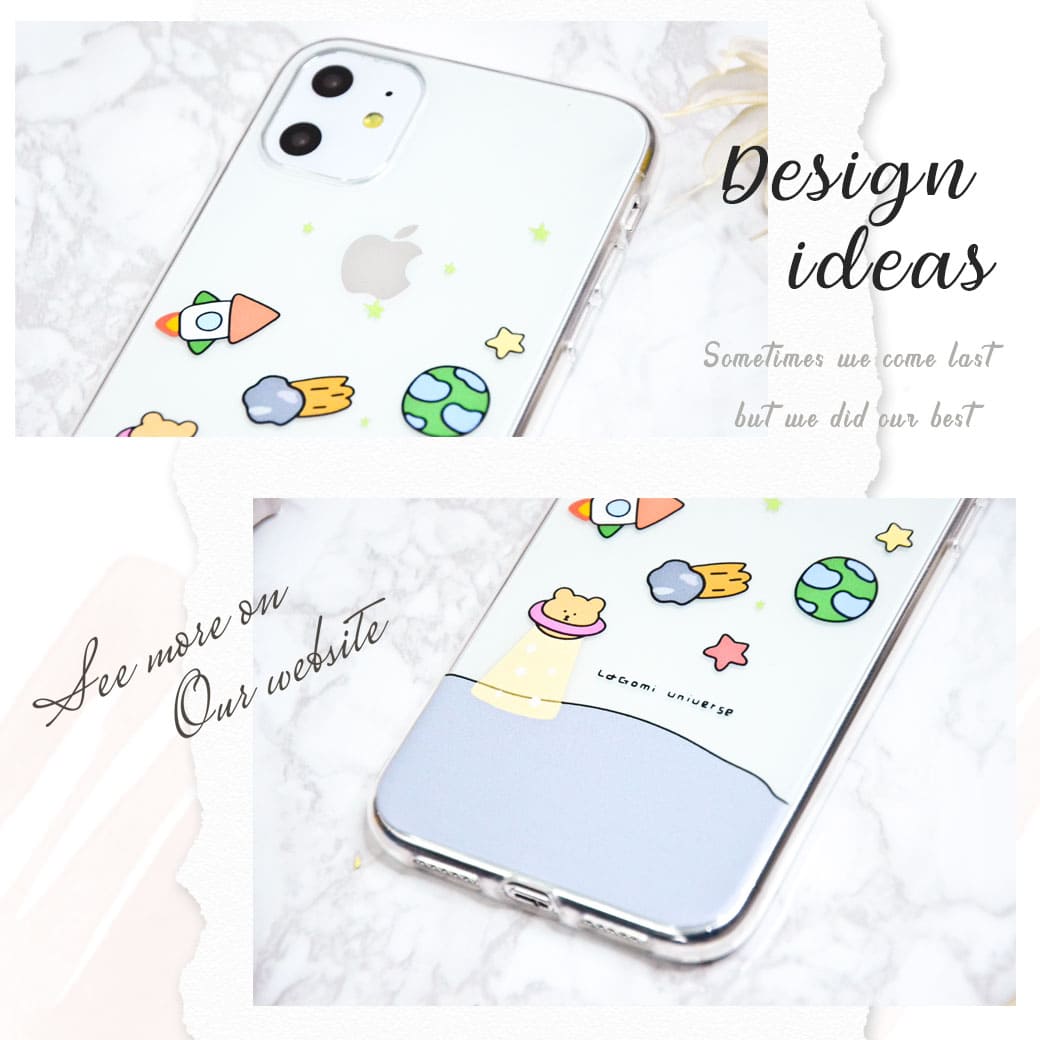 Design
ideas
Sometimes we come last
but we did our best
See more on
Our website
LaGomi universe